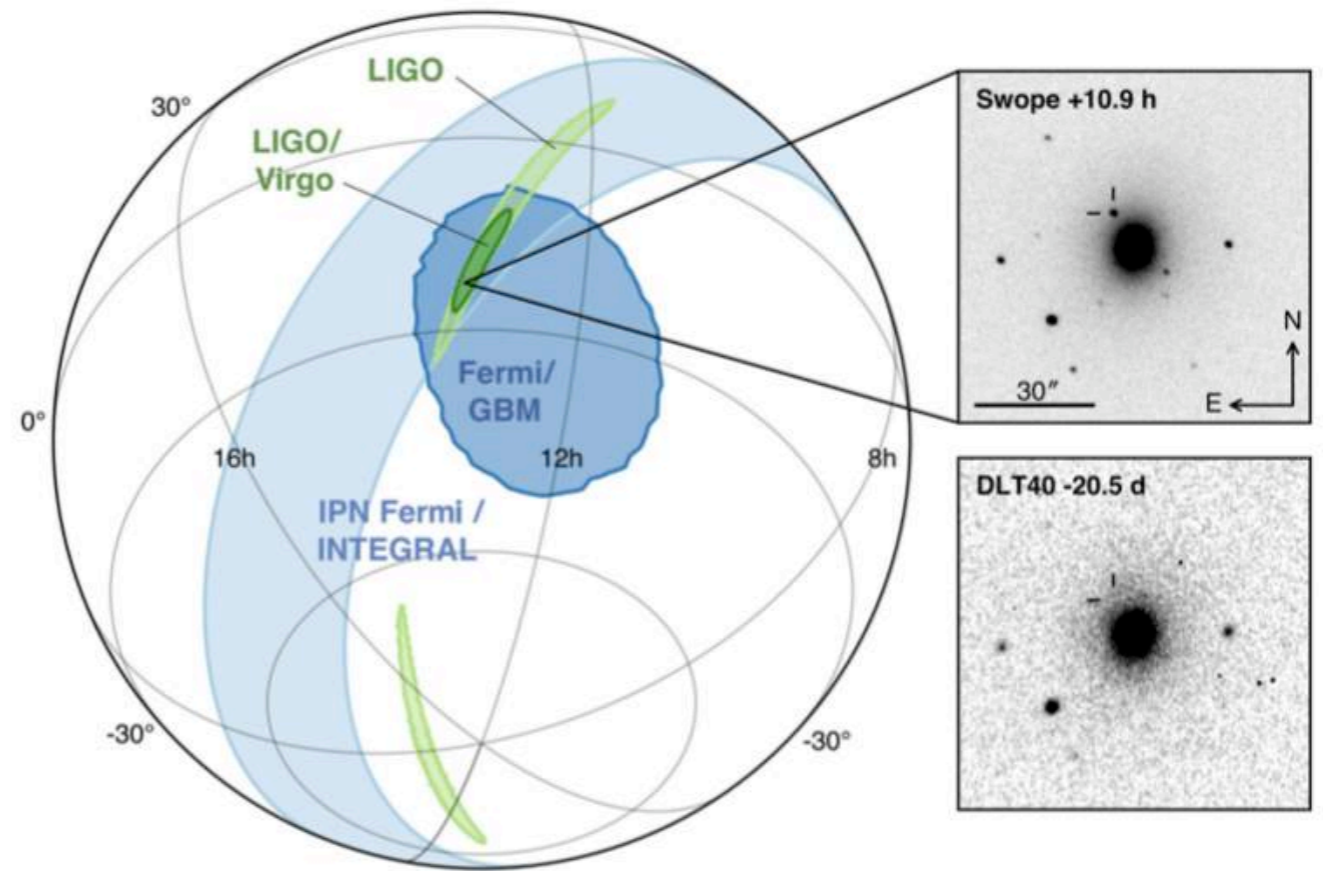 LIGO
30°
LIGO/
Virgo
Swope +10.9 h
N
30″
E
Fermi/
GBM
0°
16h
12h
8h
DLT40 -20.5 d
IPN Fermi /
INTEGRAL
-30°
-30°